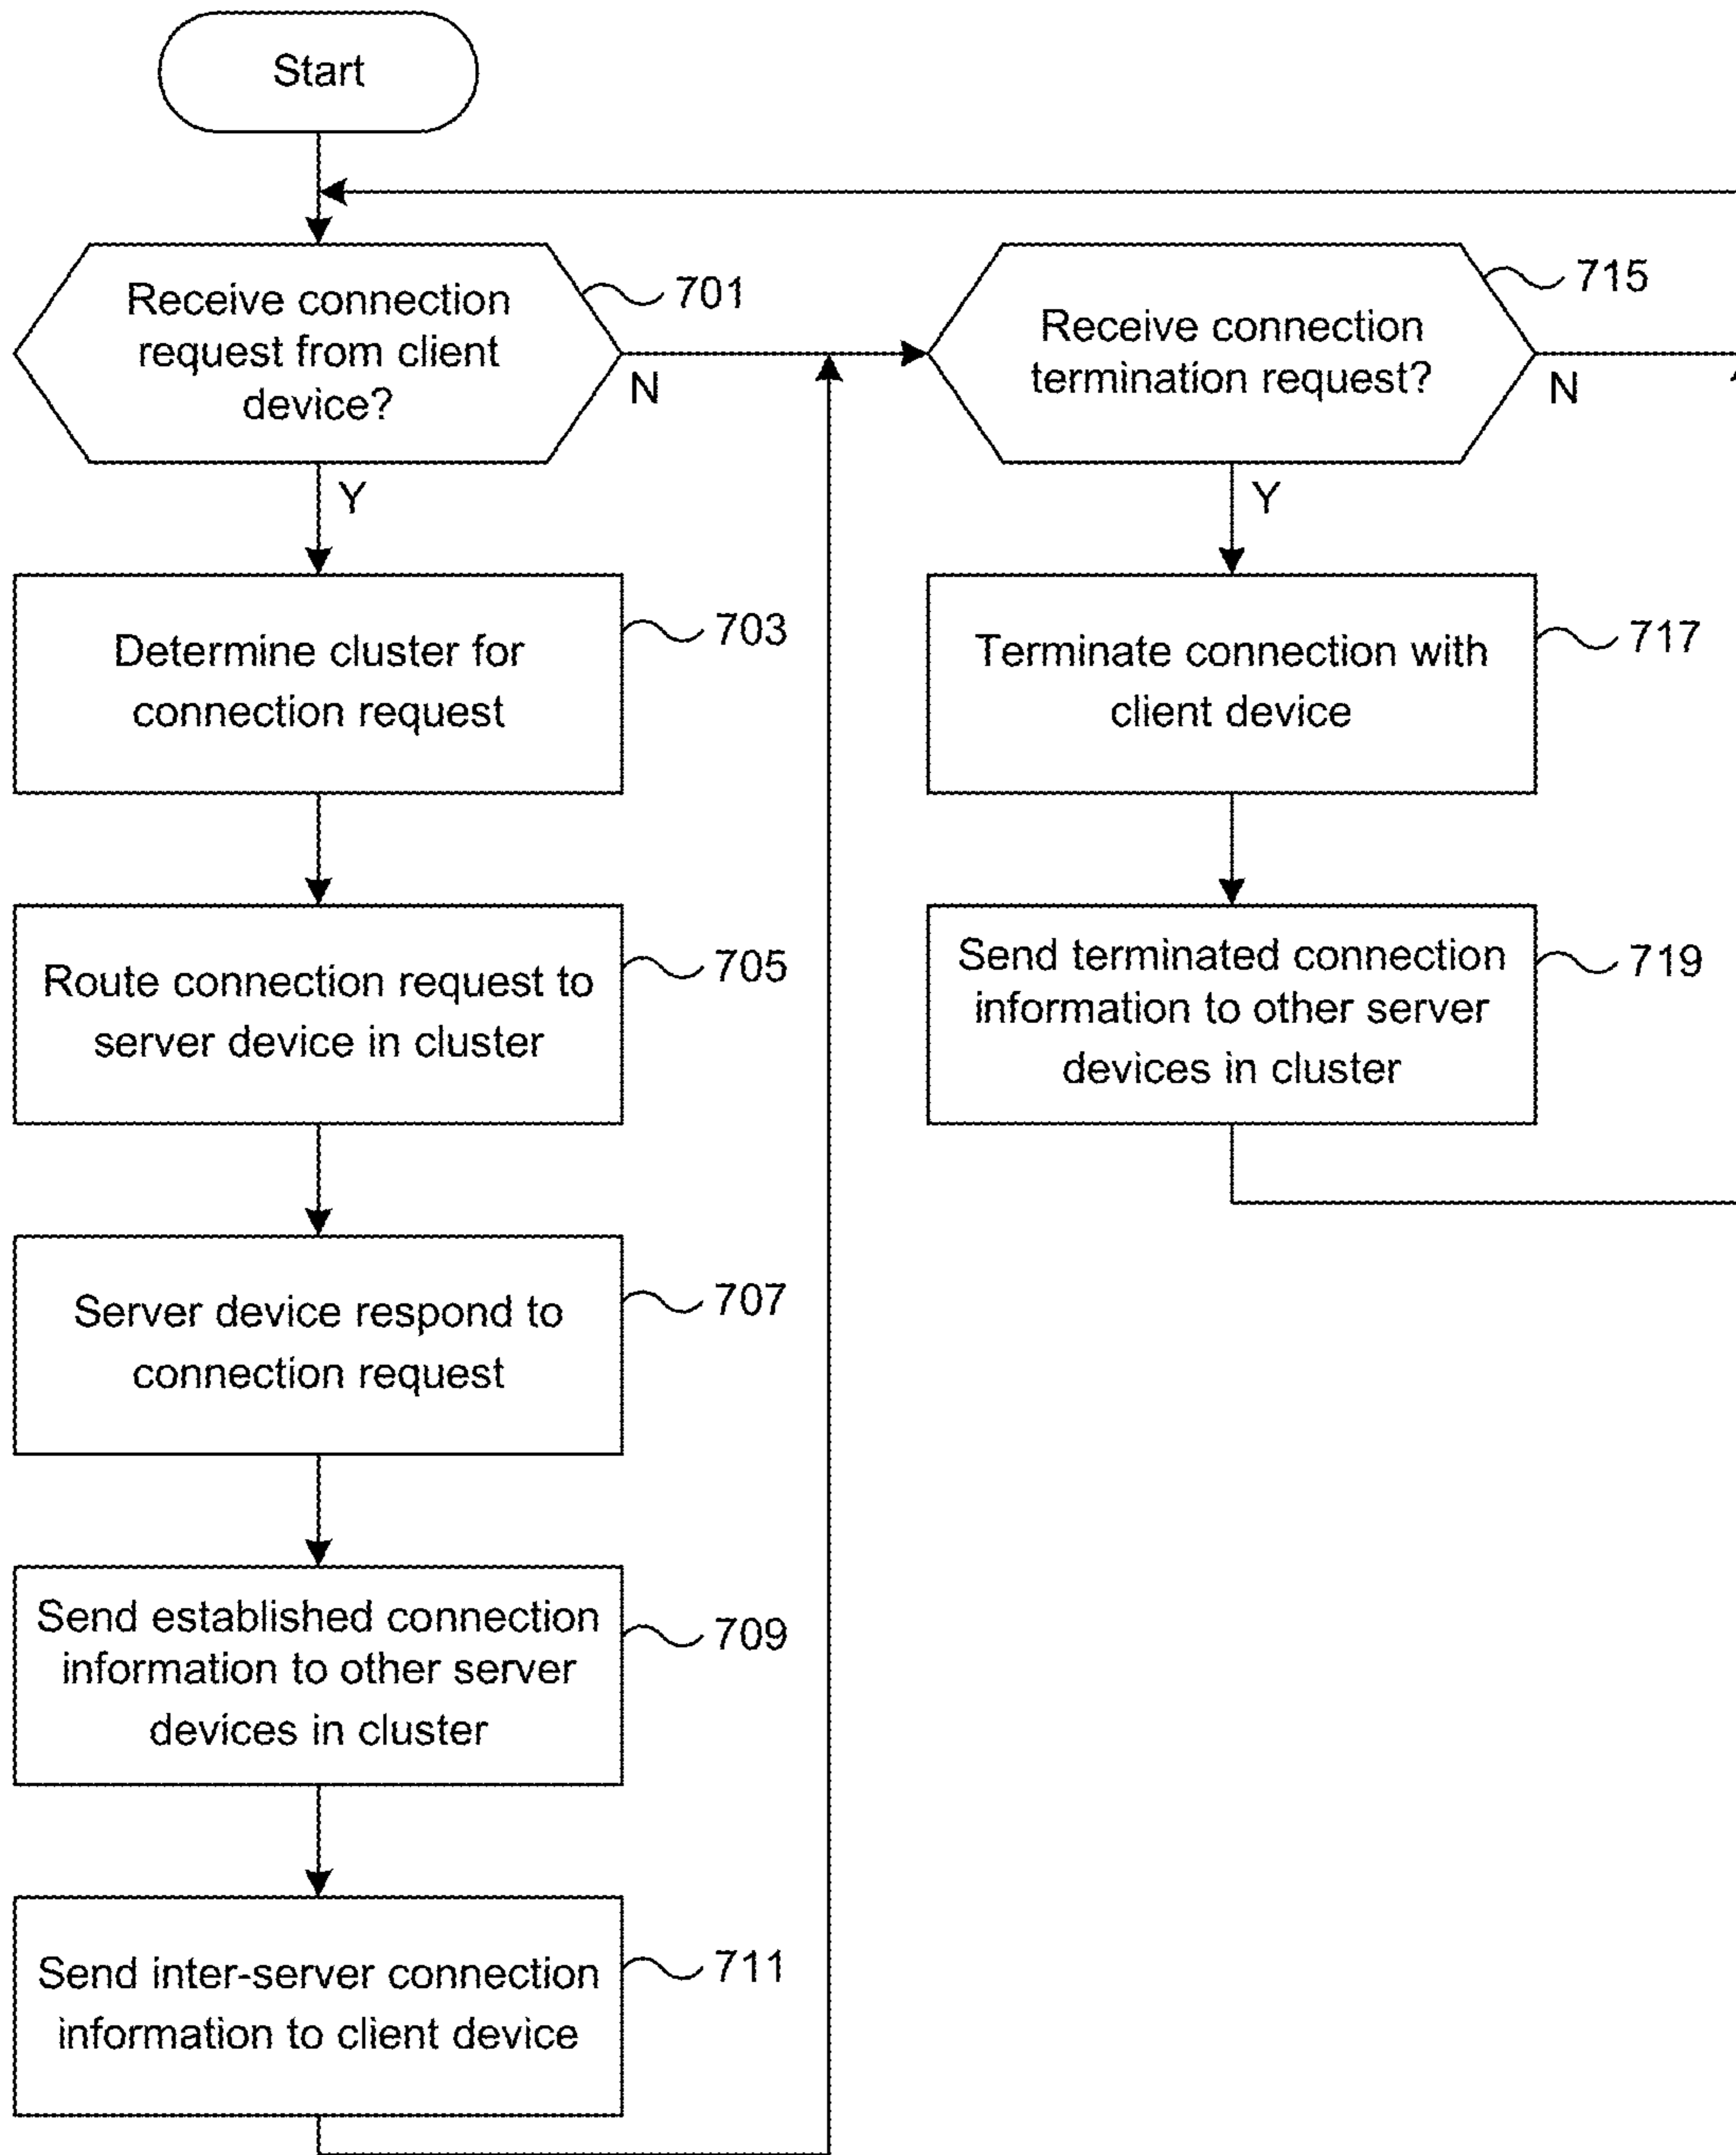 Start
Receive connection
request from client
device?
701
N
Y
Determine cluster for
connection request
703
Route connection request to
server device in cluster
705
Server device respond to
connection request
707
Send established connection
information to other server
devices in cluster
709
Send inter-server connection
information to client device
711
Receive connection
termination request?
715
N
Y
Terminate connection with
client device
717
Send terminated connection
information to other server
devices in cluster
719